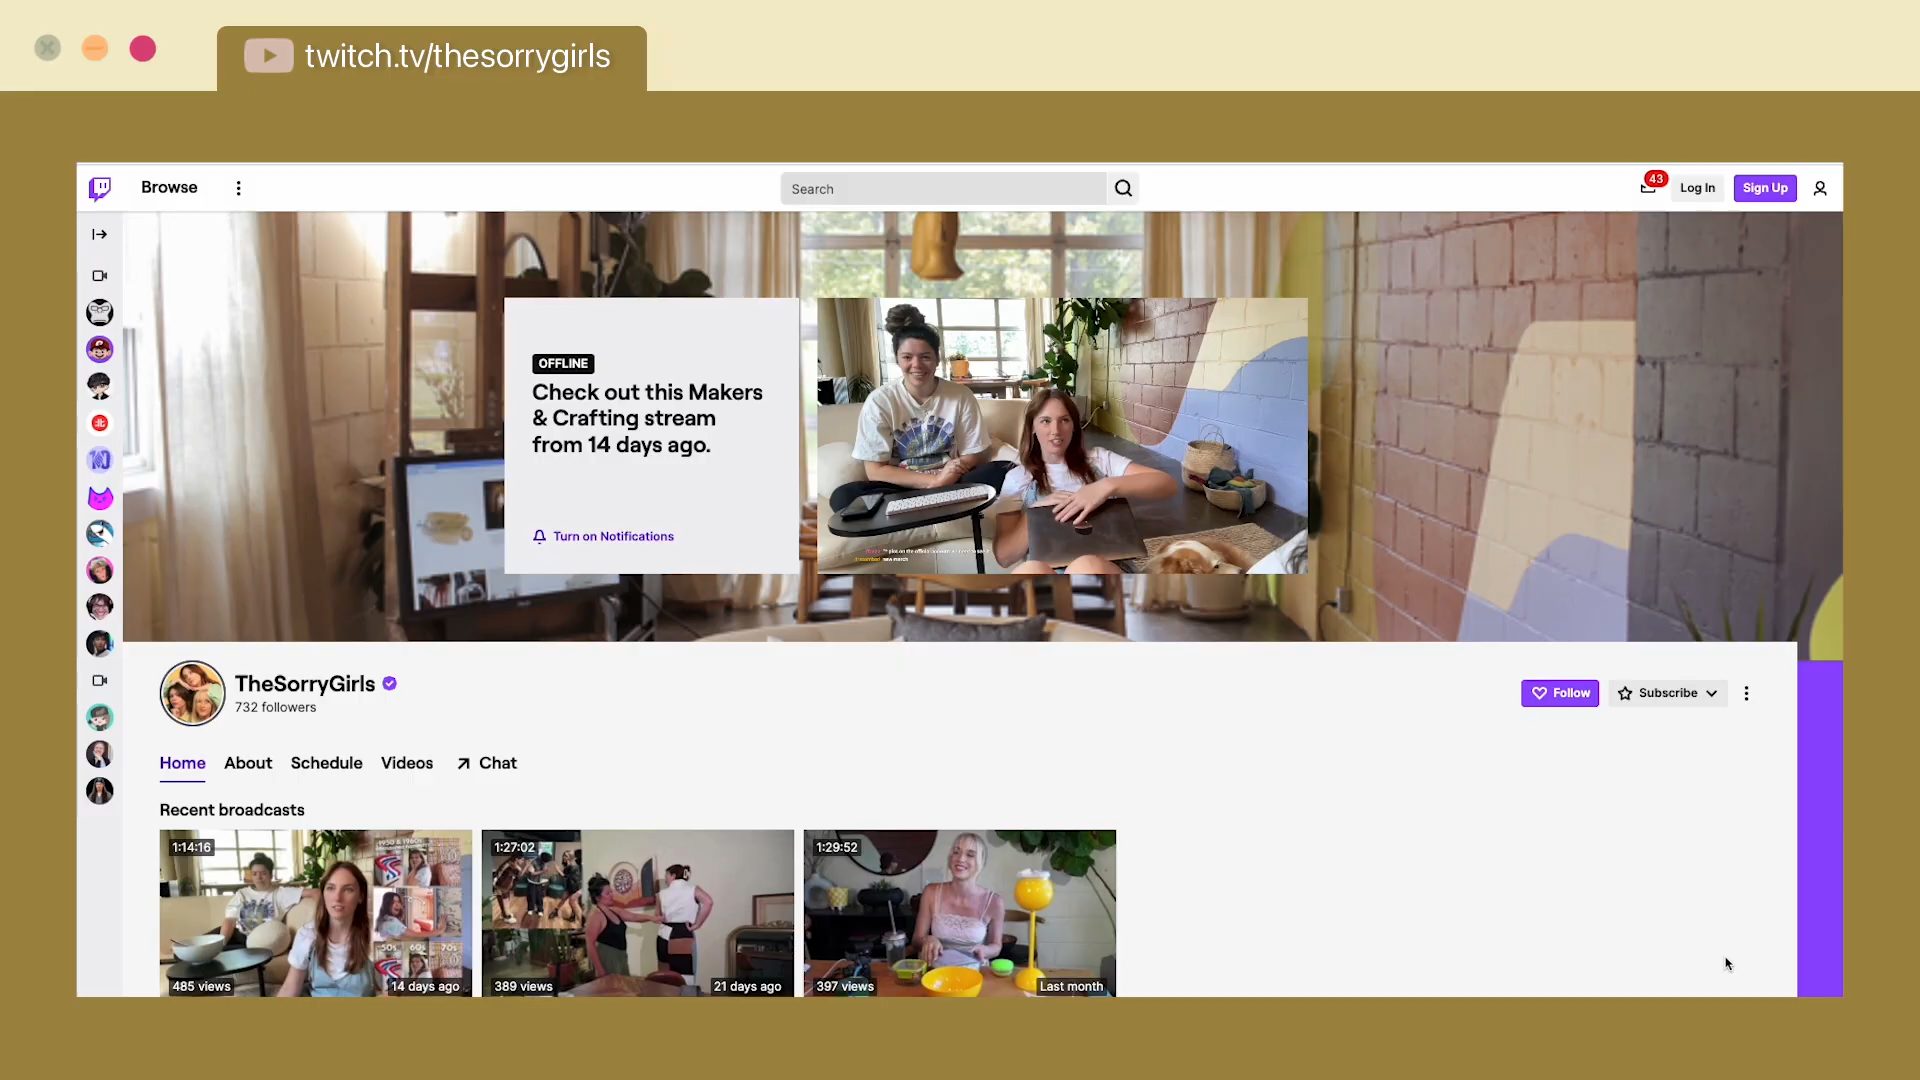 twitch.tv/thesorrygirls
Browse
Search
43
Log In
Sign Up
OFFLINE
Check out this Makers
& Crafting stream
from 14 days ago.
Turn on Notifications
TheSorryGirls
732 followers
Follow
Subscribe
Home
About
Schedule
Videos
Chat
Recent broadcasts
1:14:16
50s 60s 70s
485 views
14 days ago
1:27:02
389 views
21 days ago
1:29:52
397 views
Last month